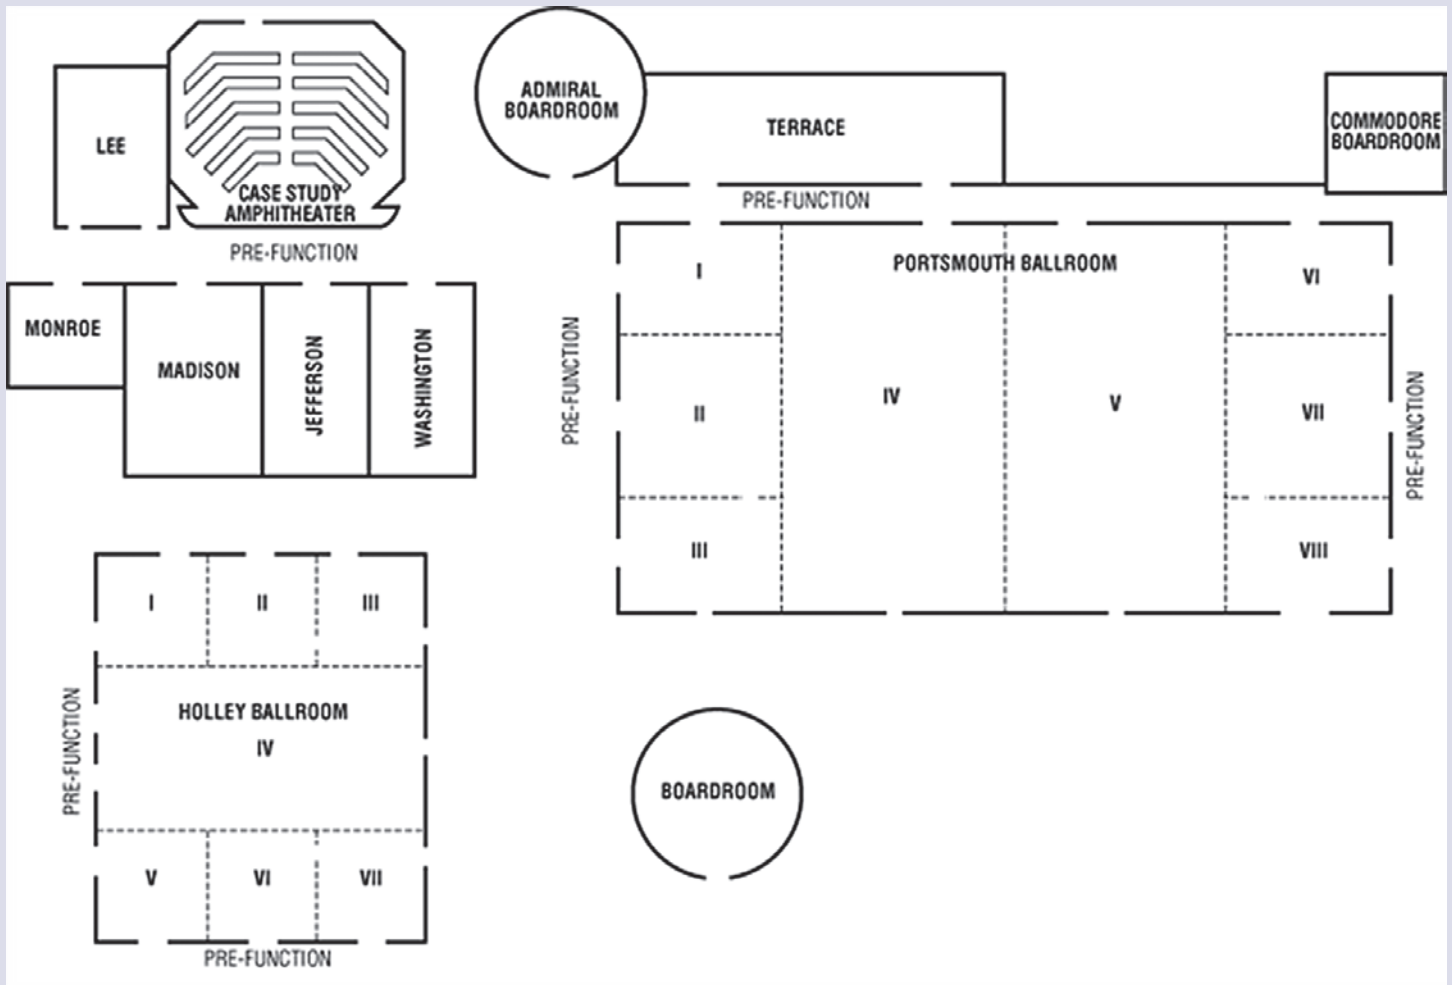 LEE
CASE STUDY
AMPHITHEATER
PRE-FUNCTION
MONROE
MADISON
JEFFERSON
WASHINGTON
ADMIRAL
BOARDROOM
TERRACE
COMMODORE
BOARDROOM
PRE-FUNCTION
PORTSMOUTH BALLROOM
I
II
III
IV
V
VI
VII
VIII
PRE-FUNCTION
PRE-FUNCTION
I
II
III
HOLLEY BALLROOM
IV
V
VI
VII
PRE-FUNCTION
PRE-FUNCTION
BOARDROOM